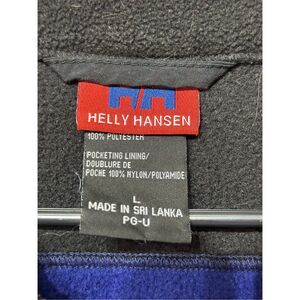 HELLY HANSEN
100% POLYESTER
POCKETING LINING/
DOUBLURE DE
POCHE 100% NYLON/POLYAMIDE
L
MADE IN SRI LANKA
PG-U